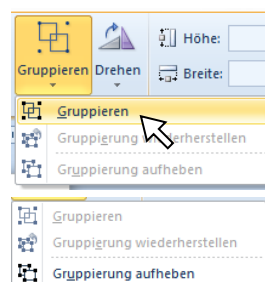 Höhe:
Gruppieren Drehen Breite:
Gruppieren
Gruppierung wiederherstellen
Gruppierung aufheben
Gruppieren
Gruppierung wiederherstellen
Gruppierung aufheben